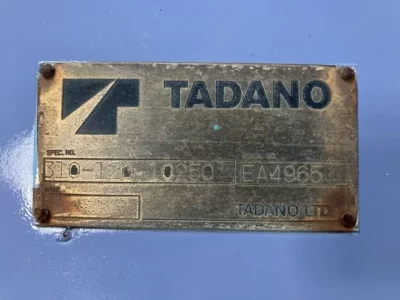 TADANO
SPEC. NO.
310-120-10250 EA4965
TADANO LTD.